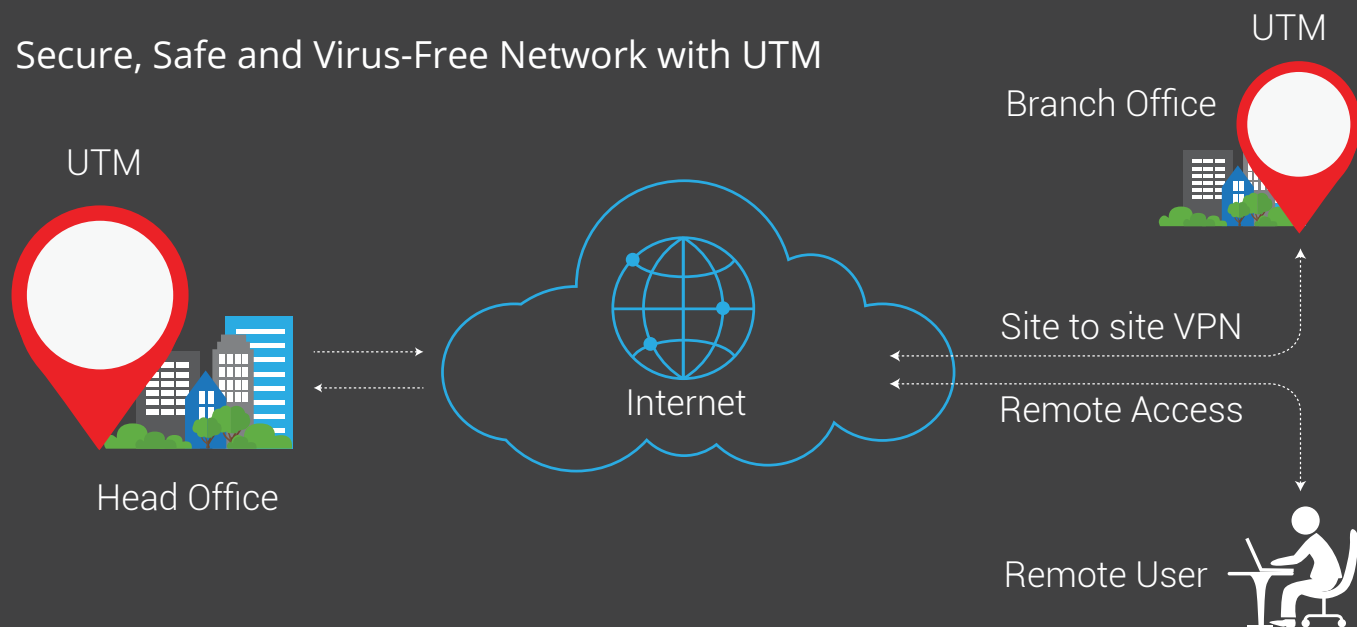 Secure, Safe and Virus-Free Network with UTM
UTM
Branch Office
UTM
Internet
Site to site VPN
Remote Access
Head Office
Remote User